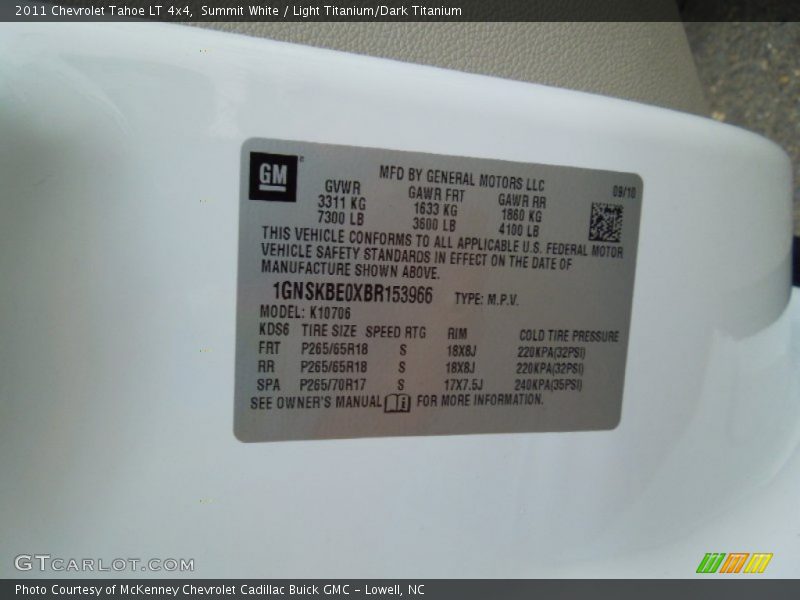 2011 Chevrolet Tahoe LT 4x4, Summit White / Light Titanium/Dark Titanium
GM
MFD BY GENERAL MOTORS LLC
09/10
GVWR GAWR FRT GAWR RR
3311 KG 1633 KG 1860 KG
7300 LB 3600 LB 4100 LB
THIS VEHICLE CONFORMS TO ALL APPLICABLE U.S. FEDERAL MOTOR
VEHICLE SAFETY STANDARDS IN EFFECT ON THE DATE OF
MANUFACTURE SHOWN ABOVE.
1GNSKBE0XBR153966 TYPE: M.P.V.
MODEL: K10706
KDS6 TIRE SIZE SPEED RTG RIM COLD TIRE PRESSURE
FRT P265/65R18 S 18X8J 220KPA(32PSI)
RR P265/65R18 S 18X8J 220KPA(32PSI)
SPA P265/70R17 S 17X7.5J 240KPA(35PSI)
SEE OWNER'S MANUAL FOR MORE INFORMATION.
GTCARLOT.COM
Photo Courtesy of McKenney Chevrolet Cadillac Buick GMC - Lowell, NC